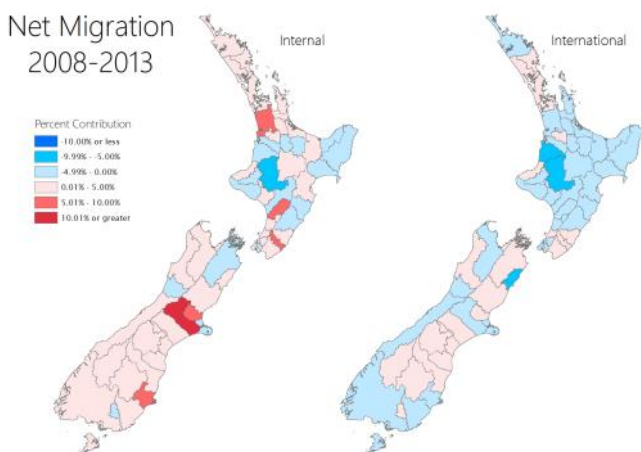 Net Migration
2008-2013
Internal
International
Percent Contribution
-10.00% or less
-9.99% - -5.00%
-4.99% - 0.00%
0.01% - 5.00%
5.01% - 10.00%
10.01% or greater